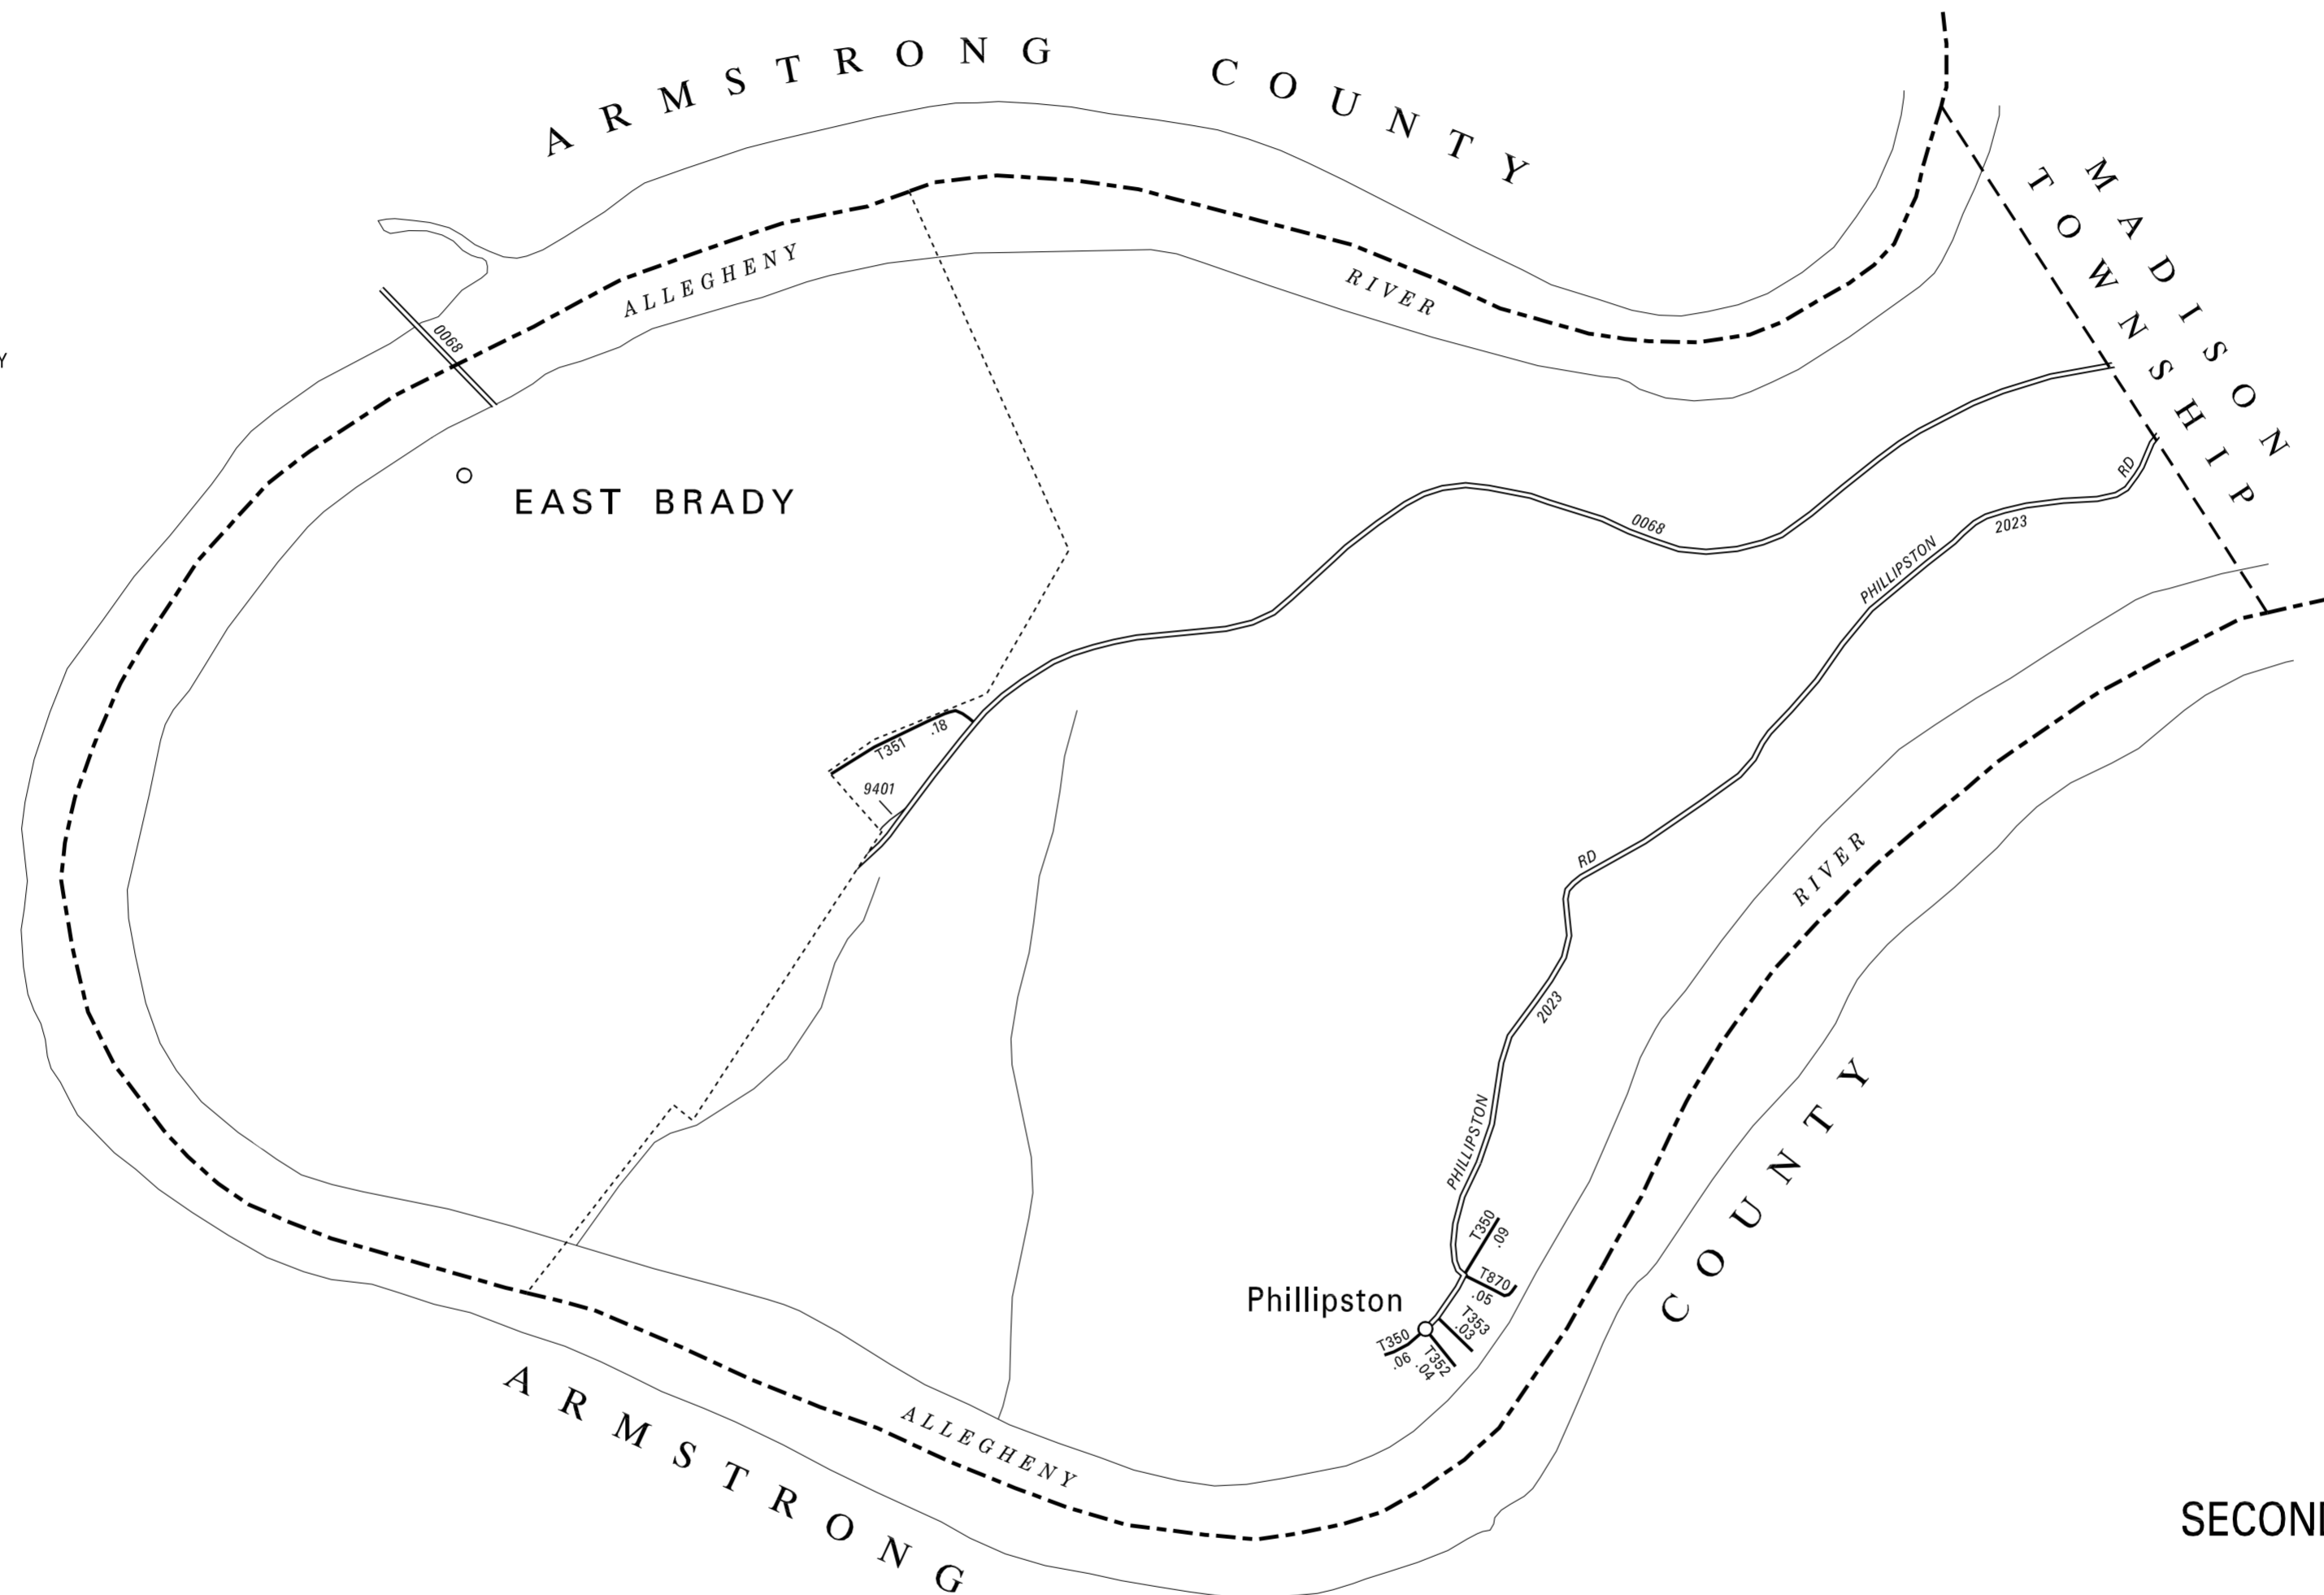 ARMSTRONG COUNTY
MADISON
TOWNSHIP
ALLEGHENY
RIVER
0068
Y
EAST BRADY
0068
RD
2023
PHILLIPSTON
T351
.18
9401
RIVER
RD
2023
PHILLIPSTON
COUNTY
T350
.09
T870
.05
Phillipston
T353
.03
T350
.06
T352
.04
ARMSTRONG
ALLEGHENY
SECON